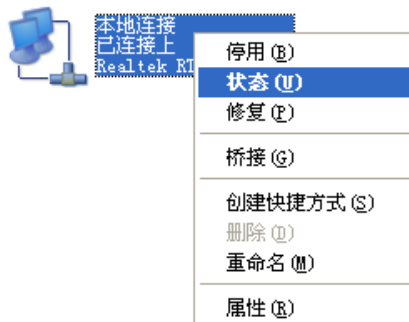 本地连接
已连接上
Realtek RT
停用(B)
状态(U)
修复(P)
桥接(G)
创建快捷方式(S)
删除(D)
重命名(M)
属性(R)